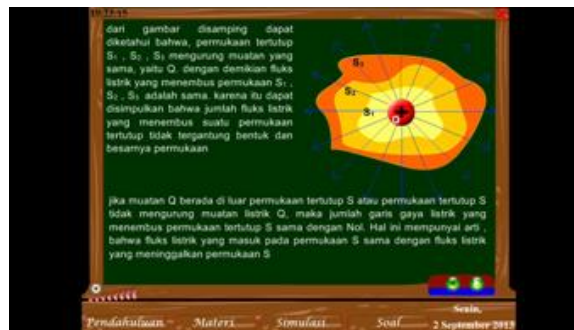 dari gambar disamping dapat
diketahui bahwa, permukaan tertutup
S₁ , S₂ , S₃ mengurung muatan yang
sama, yaitu Q. dengan demikian fluks
listrik yang menembus permukaan S₁ ,
S₂ , S₃ adalah sama. karena itu dapat
disimpulkan bahwa jumlah fluks listrik
yang menembus suatu permukaan
tertutup tidak tergantung bentuk dan
besarnya permukaan
S₃
S₂
S₁
jika muatan Q berada di luar permukaan tertutup S atau permukaan tertutup S
tidak mengurung muatan listrik Q, maka jumlah garis gaya listrik yang
menembus permukaan tertutup S sama dengan Nol. Hal ini mempunyai arti ,
bahwa fluks listrik yang masuk pada permukaan S sama dengan fluks listrik
yang meninggalkan permukaan S
Pendahuluan Materi Simulasi Soal
Senin,
2 September 2013